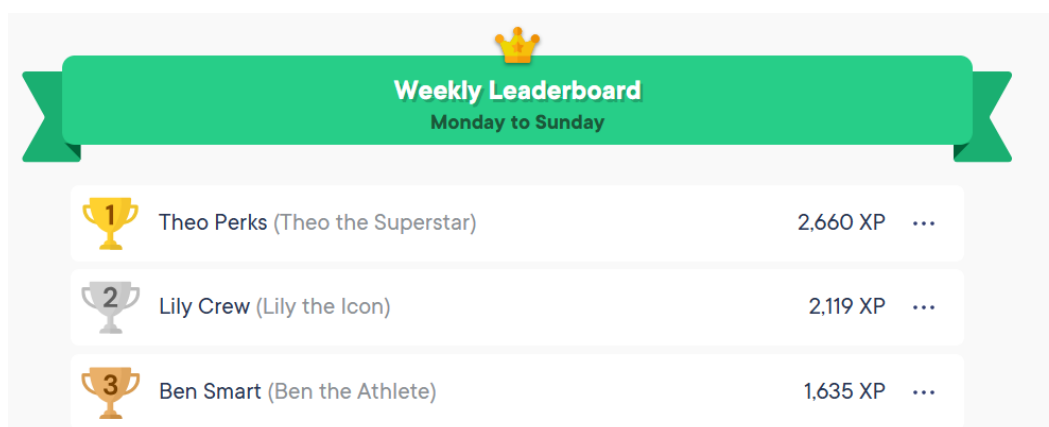 Weekly Leaderboard
Monday to Sunday
1 Theo Perks (Theo the Superstar) 2,660 XP ...
2 Lily Crew (Lily the Icon) 2,119 XP ...
3 Ben Smart (Ben the Athlete) 1,635 XP ...